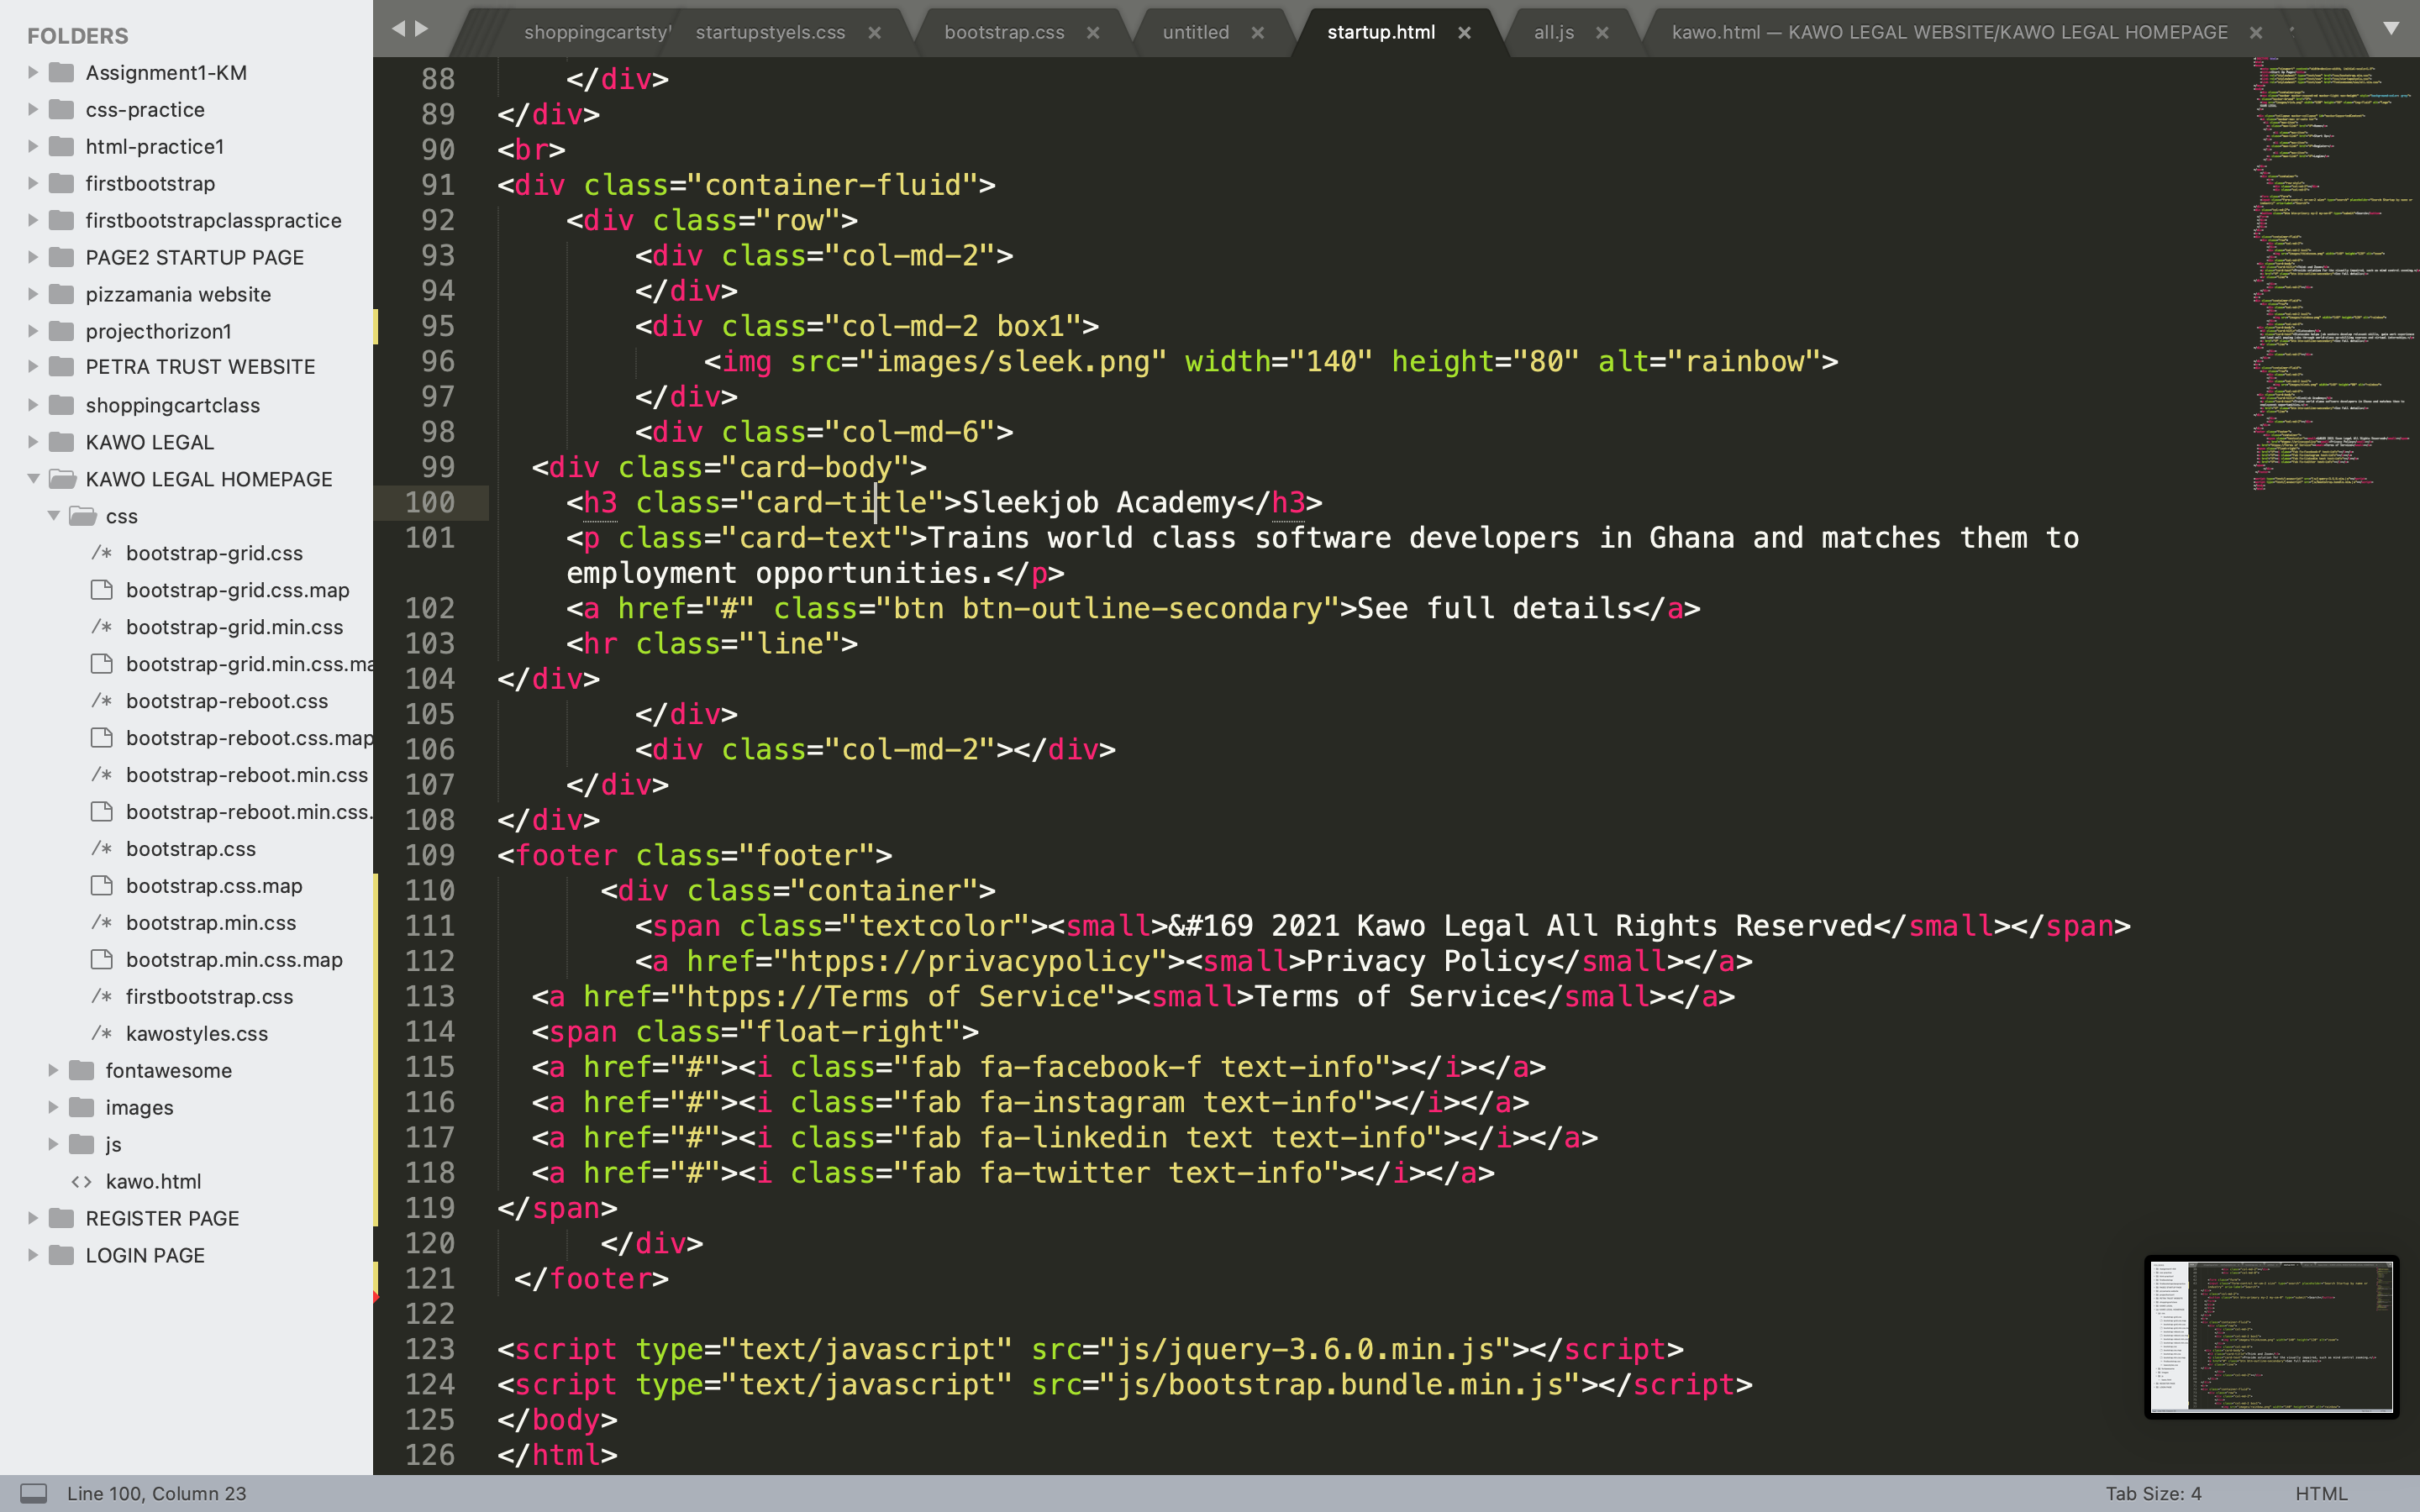 FOLDERS
Assignment1-KM
css-practice
html-practice1
firstbootstrap
firstbootstrapclasspractice
PAGE2 STARTUP PAGE
pizzamania website
projecthorizon1
PETRA TRUST WEBSITE
shoppingcartclass
KAWO LEGAL
KAWO LEGAL HOMEPAGE
css
/* bootstrap-grid.css
bootstrap-grid.css.map
/* bootstrap-grid.min.css
bootstrap-grid.min.css.ma
/* bootstrap-reboot.css
bootstrap-reboot.css.map
/* bootstrap-reboot.min.css
bootstrap-reboot.min.css.
/* bootstrap.css
bootstrap.css.map
/* bootstrap.min.css
bootstrap.min.css.map
/* firstbootstrap.css
/* kawostyles.css
fontawesome
images
js
<> kawo.html
REGISTER PAGE
LOGIN PAGE
shoppingcartsty startupstyels.css × bootstrap.css × untitled × startup.html × all.js × kawo.html — KAWO LEGAL WEBSITE/KAWO LEGAL HOMEPAGE ×
88 </div>
89 </div>
90 <br>
91 <div class="container-fluid">
92 <div class="row">
93 <div class="col-md-2">
94 </div>
95 <div class="col-md-2 box1">
96 <img src="images/sleek.png" width="140" height="80" alt="rainbow">
97 </div>
98 <div class="col-md-6">
99 <div class="card-body">
100 <h3 class="card-title">Sleekjob Academy</h3>
101 <p class="card-text">Trains world class software developers in Ghana and matches them to
employment opportunities.</p>
102 <a href="#" class="btn btn-outline-secondary">See full details</a>
103 <hr class="line">
104 </div>
105 </div>
106 <div class="col-md-2"></div>
107 </div>
108 </div>
109 <footer class="footer">
110 <div class="container">
111 <span class="textcolor"><small>&#169 2021 Kawo Legal All Rights Reserved</small></span>
112 <a href="htpps://privacypolicy"><small>Privacy Policy</small></a>
113 <a href="htpps://Terms of Service"><small>Terms of Service</small></a>
114 <span class="float-right">
115 <a href="#"><i class="fab fa-facebook-f text-info"></i></a>
116 <a href="#"><i class="fab fa-instagram text-info"></i></a>
117 <a href="#"><i class="fab fa-linkedin text text-info"></i></a>
118 <a href="#"><i class="fab fa-twitter text-info"></i></a>
119 </span>
120 </div>
121 </footer>
122
123 <script type="text/javascript" src="js/jquery-3.6.0.min.js"></script>
124 <script type="text/javascript" src="js/bootstrap.bundle.min.js"></script>
125 </body>
126 </html>
Line 100, Column 23
Tab Size: 4
HTML